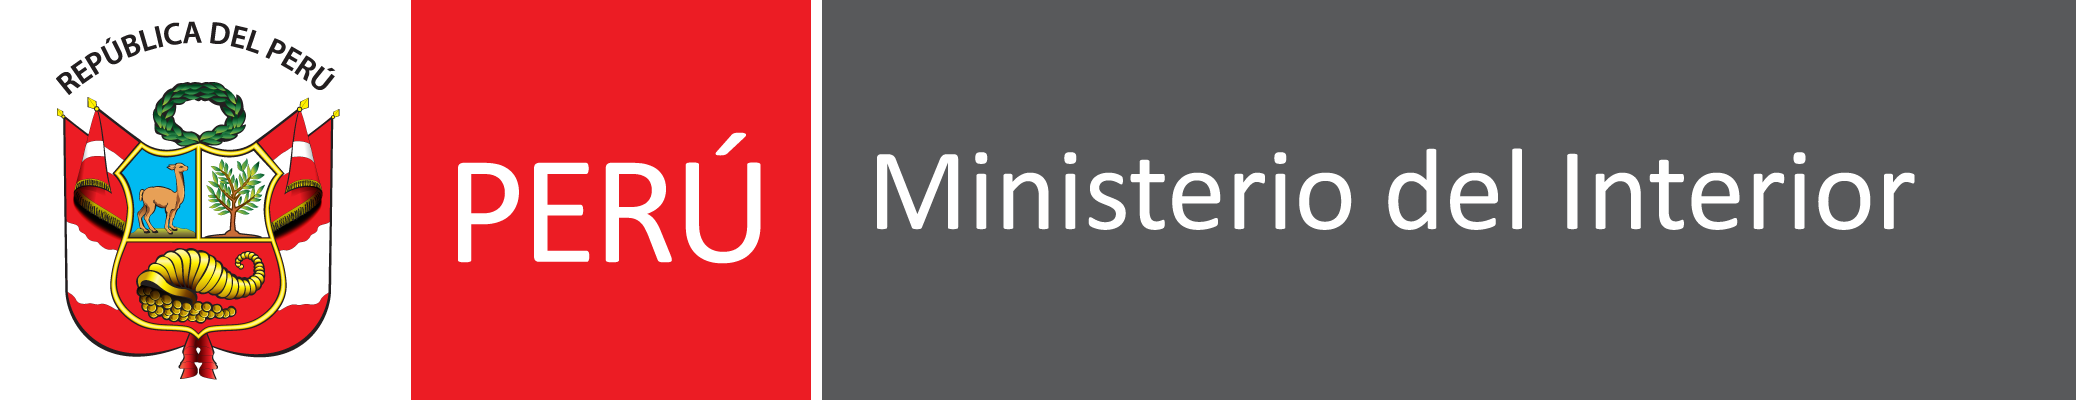 REPÚBLICA DEL PERÚ
PERÚ
Ministerio del Interior